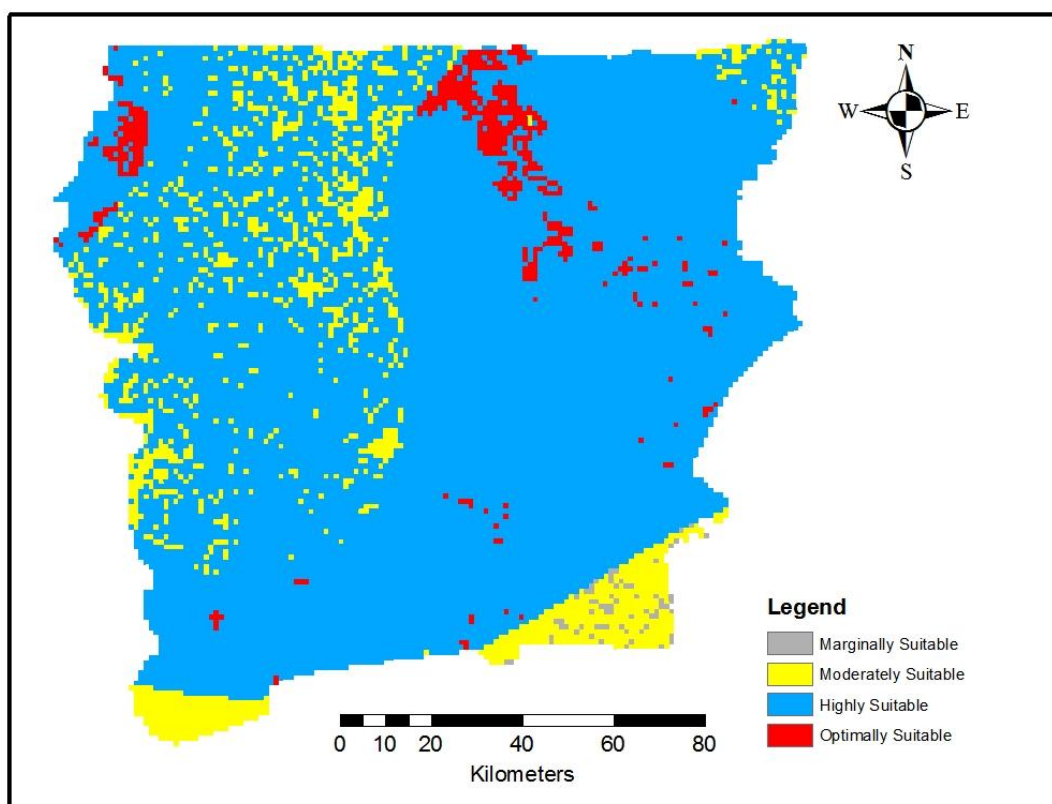 N
W E
S
Legend
Marginally Suitable
Moderately Suitable
Highly Suitable
Optimally Suitable
0 10 20 40 60 80
Kilometers